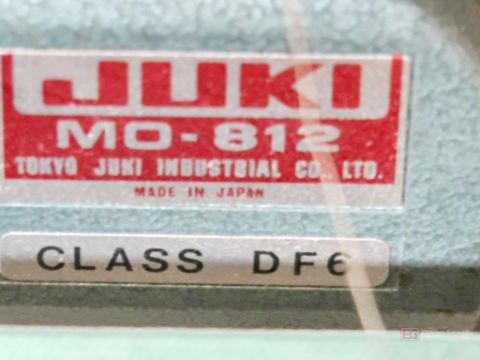 JUKI
MO-812
TOKYO JUKI INDUSTRIAL CO., LTD.
MADE IN JAPAN
CLASS DF6